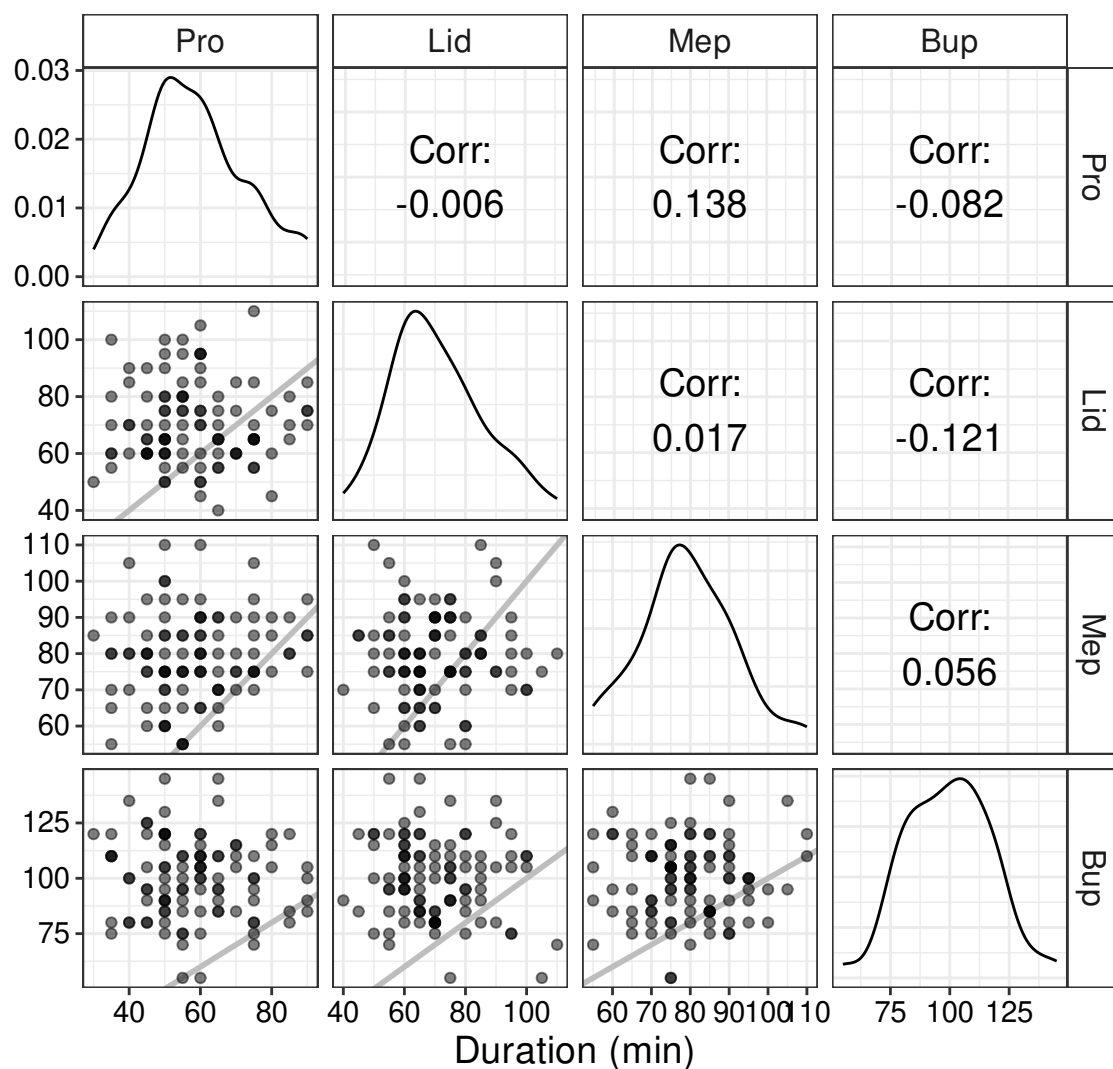 Pro Lid Mep Bup
0.03
0.02
0.01
0.00
Corr:
-0.006
Corr:
0.138
Corr:
-0.082
Pro
100
80
60
40
Corr:
0.017
Corr:
-0.121
Lid
110
100
90
80
70
60
Corr:
0.056
Mep
125
100
75
Bup
40 60 80 40 60 80 100 60 70 80 90 100 110 75 100 125
Duration (min)